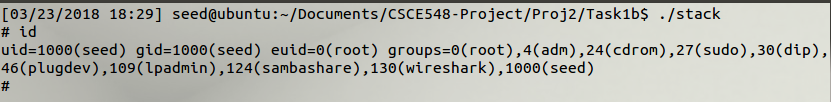 [03/23/2018 18:29] seed@ubuntu:~/Documents/CSCE548-Project/Proj2/Task1b$ ./stack
# id
uid=1000(seed) gid=1000(seed) euid=0(root) groups=0(root),4(adm),24(cdrom),27(sudo),30(dip),
46(plugdev),109(lpadmin),124(sambashare),130(wireshark),1000(seed)
#